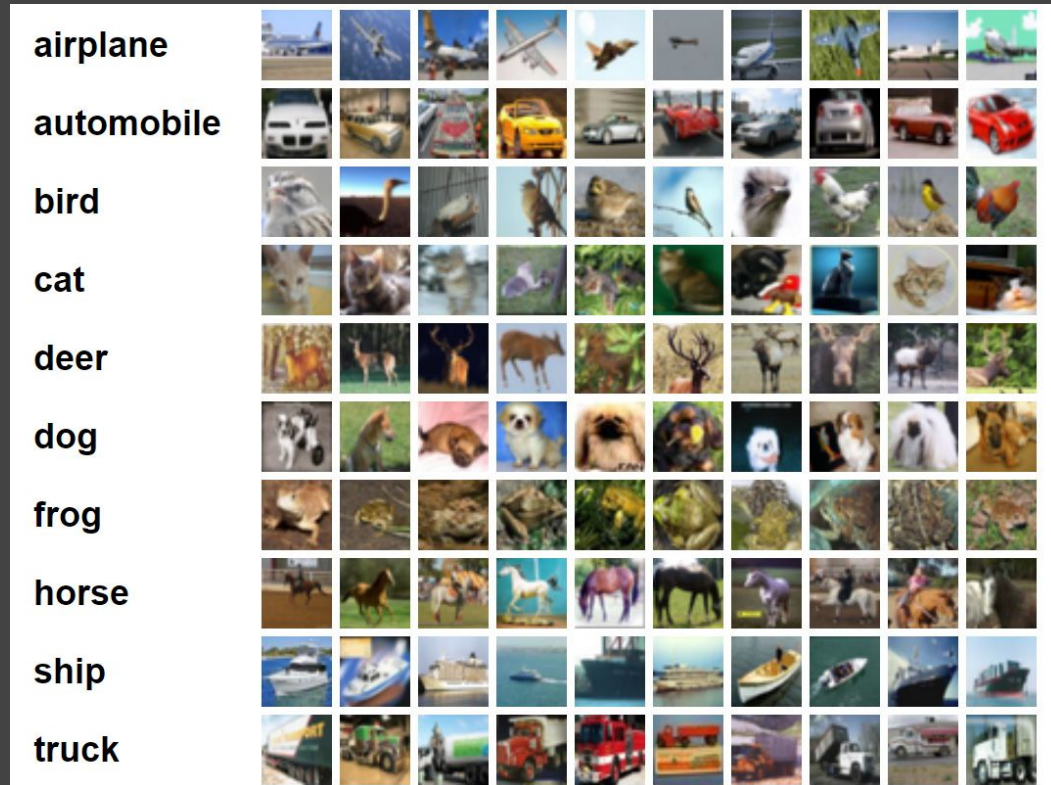 airplane
automobile
bird
cat
deer
dog
frog
horse
ship
truck